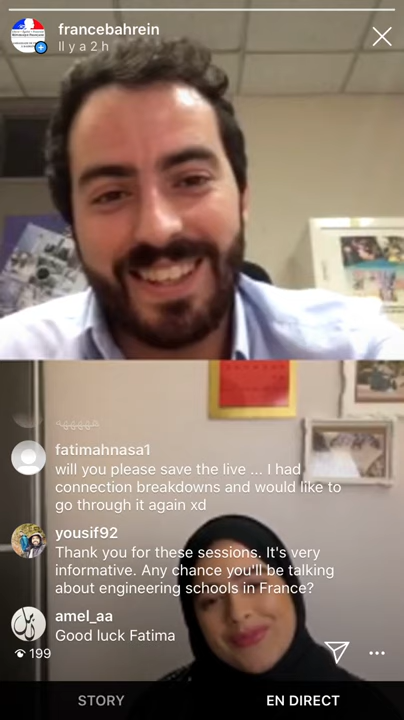 francebahrein
Il y a 2 h
fatimahnasa1
will you please save the live ... I had
connection breakdowns and would like to
go through it again xd
yousif92
Thank you for these sessions. It's very
informative. Any chance you'll be talking
about engineering schools in France?
amel_aa
Good luck Fatima
199
STORY
EN DIRECT